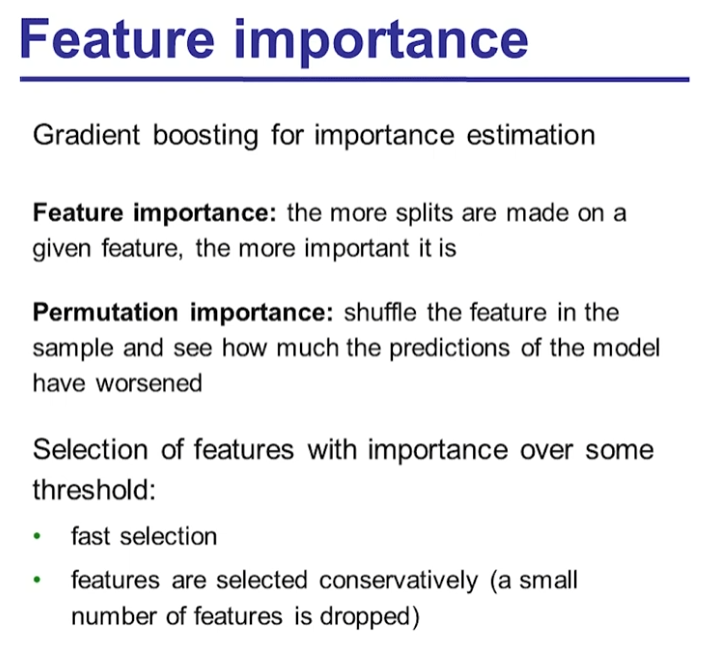 Feature importance
Gradient boosting for importance estimation
Feature importance: the more splits are made on a
given feature, the more important it is
Permutation importance: shuffle the feature in the
sample and see how much the predictions of the model
have worsened
Selection of features with importance over some
threshold:
• fast selection
• features are selected conservatively (a small
number of features is dropped)